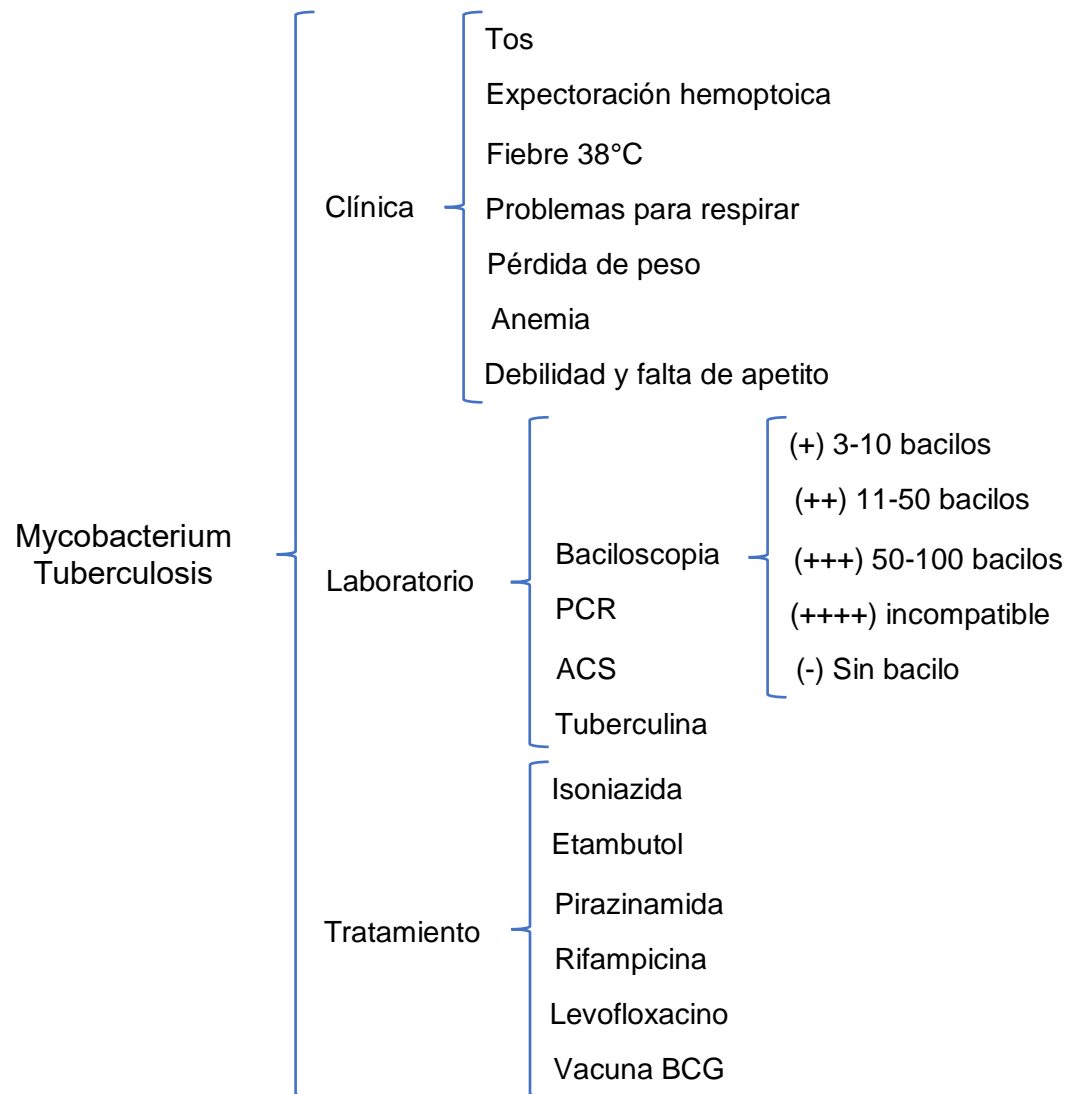 Mycobacterium
Tuberculosis
Clínica
Tos
Expectoración hemoptoica
Fiebre 38°C
Problemas para respirar
Pérdida de peso
Anemia
Debilidad y falta de apetito
Laboratorio
Baciloscopia
(+) 3-10 bacilos
(++) 11-50 bacilos
(+++) 50-100 bacilos
(++++) incompatible
(-) Sin bacilo
PCR
ACS
Tuberculina
Tratamiento
Isoniazida
Etambutol
Pirazinamida
Rifampicina
Levofloxacino
Vacuna BCG